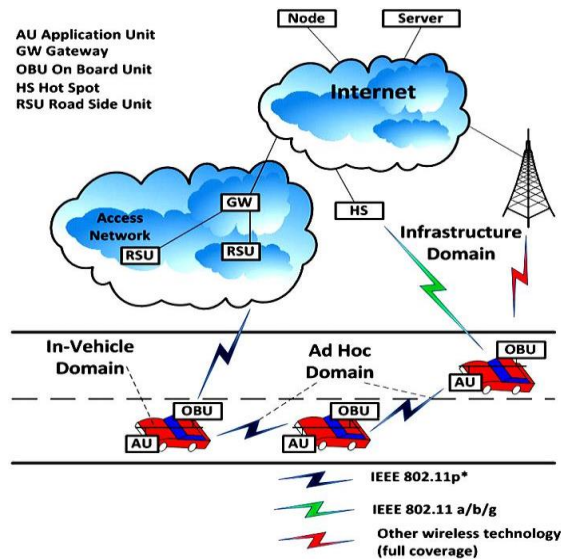 Node
Server
AU Application Unit
GW Gateway
OBU On Board Unit
HS Hot Spot
RSU Road Side Unit
Internet
GW
HS
Access
Network
RSU
RSU
Infrastructure
Domain
In-Vehicle
Domain
Ad Hoc
Domain
OBU
AU
OBU
AU
OBU
AU
IEEE 802.11p*
IEEE 802.11 a/b/g
Other wireless technology
(full coverage)